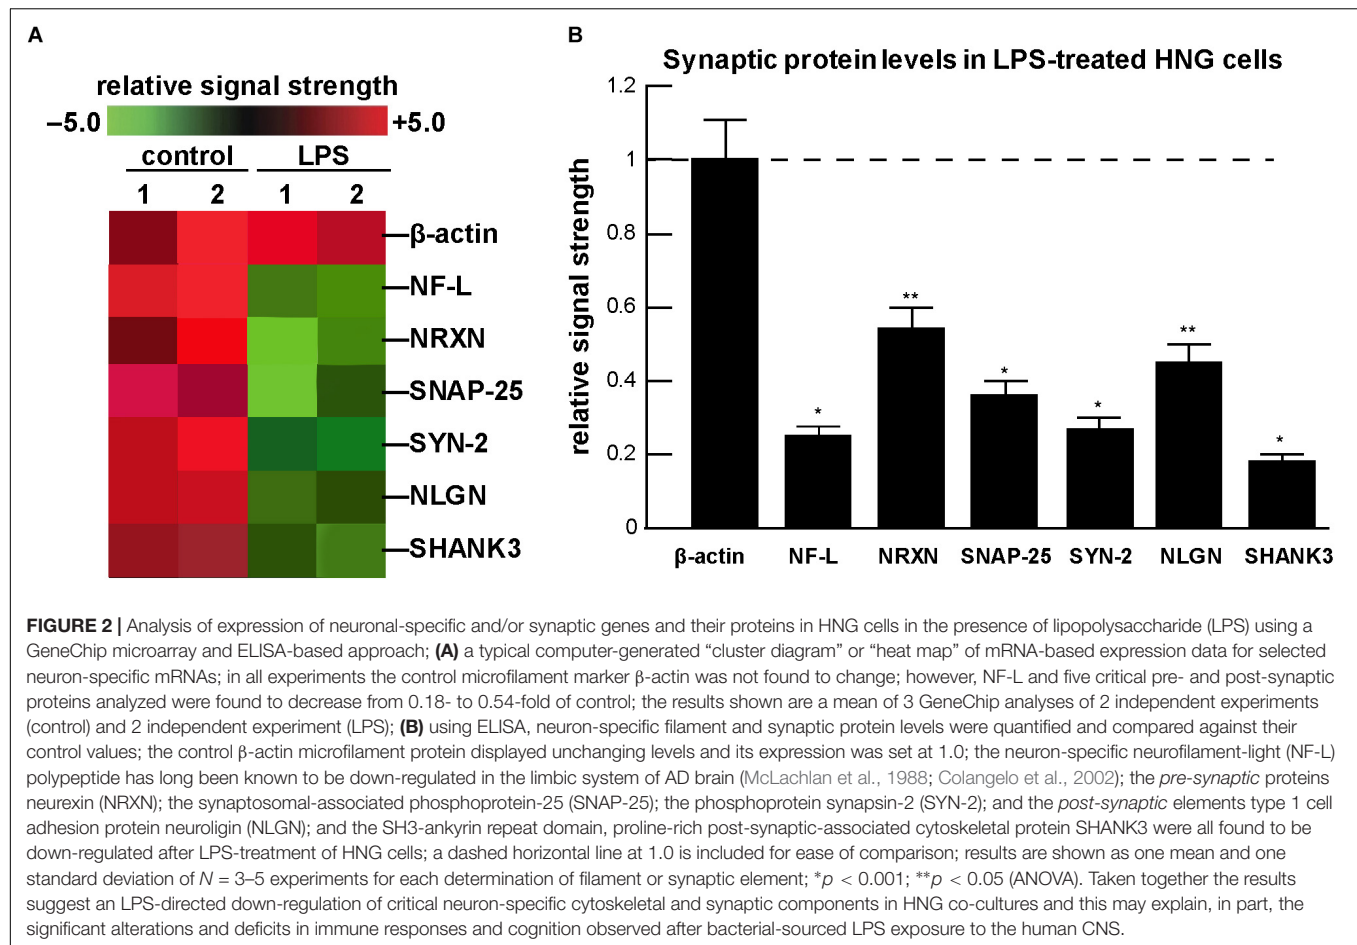 A
relative signal strength
−5.0 +5.0
control LPS
1 2 1 2
β-actin
NF-L
NRXN
SNAP-25
SYN-2
NLGN
SHANK3
B
Synaptic protein levels in LPS-treated HNG cells
relative signal strength
1.2
1
0.8
0.6
0.4
0.2
0
* ** * * ** *
β-actin NF-L NRXN SNAP-25 SYN-2 NLGN SHANK3
FIGURE 2 | Analysis of expression of neuronal-specific and/or synaptic genes and their proteins in HNG cells in the presence of lipopolysaccharide (LPS) using a
GeneChip microarray and ELISA-based approach; (A) a typical computer-generated “cluster diagram” or “heat map” of mRNA-based expression data for selected
neuron-specific mRNAs; in all experiments the control microfilament marker β-actin was not found to change; however, NF-L and five critical pre- and post-synaptic
proteins analyzed were found to decrease from 0.18- to 0.54-fold of control; the results shown are a mean of 3 GeneChip analyses of 2 independent experiments
(control) and 2 independent experiment (LPS); (B) using ELISA, neuron-specific filament and synaptic protein levels were quantified and compared against their
control values; the control β-actin microfilament protein displayed unchanging levels and its expression was set at 1.0; the neuron-specific neurofilament-light (NF-L)
polypeptide has long been known to be down-regulated in the limbic system of AD brain (McLachlan et al., 1988; Colangelo et al., 2002); the pre-synaptic proteins
neurexin (NRXN); the synaptosomal-associated phosphoprotein-25 (SNAP-25); the phosphoprotein synapsin-2 (SYN-2); and the post-synaptic elements type 1 cell
adhesion protein neuroligin (NLGN); and the SH3-ankyrin repeat domain, proline-rich post-synaptic-associated cytoskeletal protein SHANK3 were all found to be
down-regulated after LPS-treatment of HNG cells; a dashed horizontal line at 1.0 is included for ease of comparison; results are shown as one mean and one
standard deviation of N = 3–5 experiments for each determination of filament or synaptic element; *p < 0.001; **p < 0.05 (ANOVA). Taken together the results
suggest an LPS-directed down-regulation of critical neuron-specific cytoskeletal and synaptic components in HNG co-cultures and this may explain, in part, the
significant alterations and deficits in immune responses and cognition observed after bacterial-sourced LPS exposure to the human CNS.